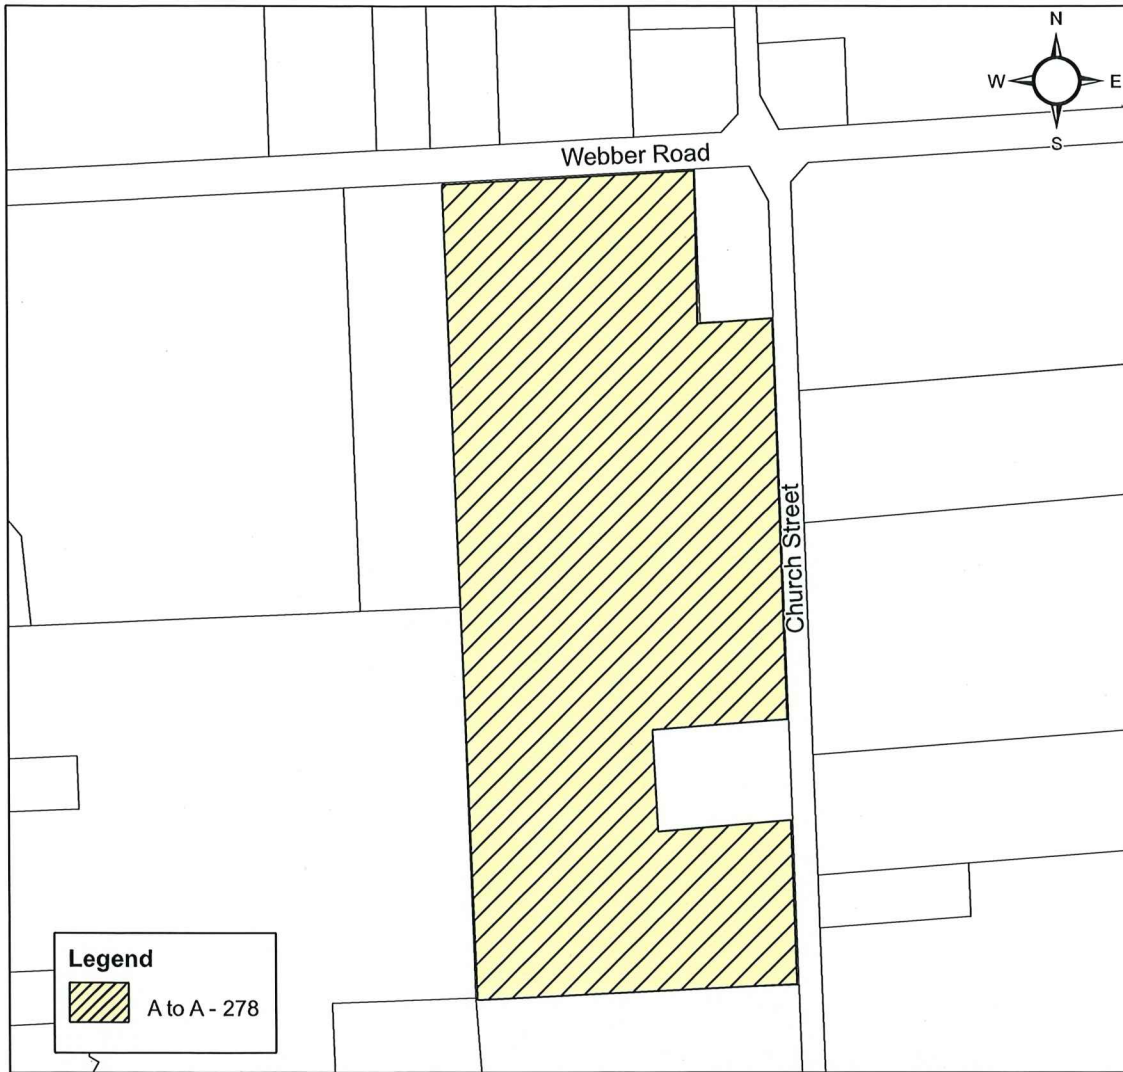 N
W E
S
Webber Road
Church Street
Legend
A to A - 278